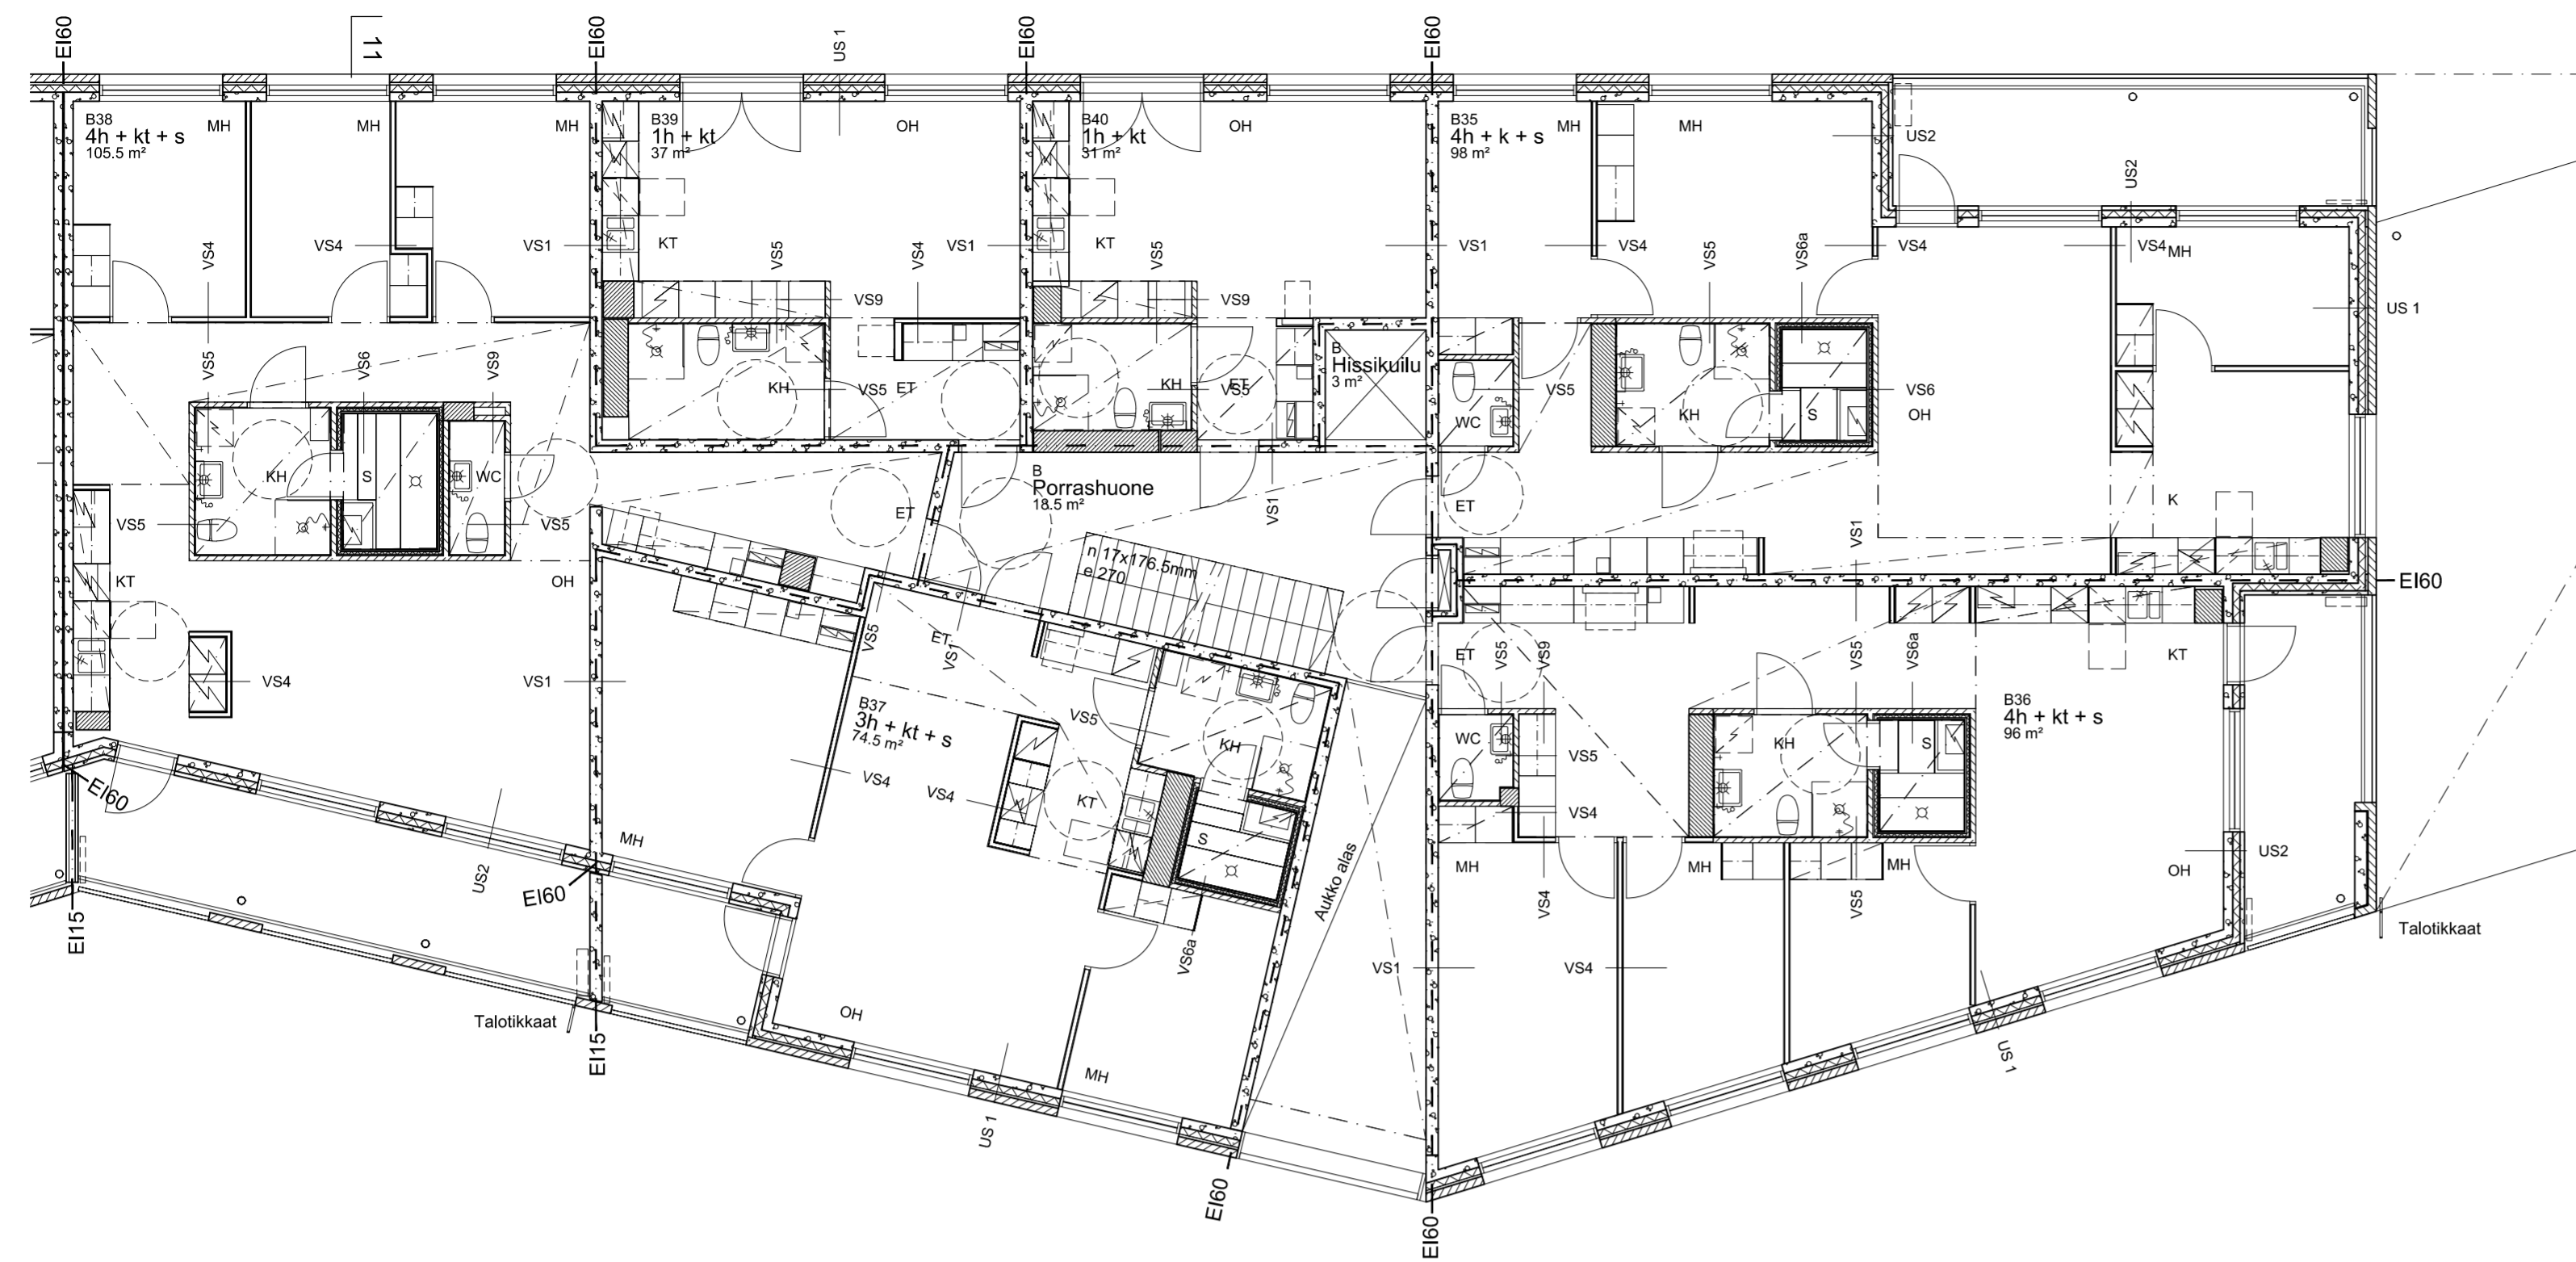 EI60
11
EI60
US 1
EI60
EI60
B38
4h + kt + s
105.5 m²
MH
MH
MH
B39
1h + kt
37 m²
OH
B40
1h + kt
31 m²
OH
B35
4h + k + s
98 m²
MH
MH
US2
US2
VS4
VS4
VS1
KT
VS5
VS4
VS1
KT
VS5
VS1
VS4
VS5
VS6a
VS4
VS4
MH
VS9
VS9
US 1
VS5
VS6
VS9
KH
VS5
ET
KH
ET
VS5
B
Hissikuilu
3 m²
VS5
WC
KH
S
VS6
OH
KH
S
WC
VS5
VS5
ET
B
Porrashuone
18.5 m²
VS1
ET
VS1
K
KT
OH
n 17x176.5mm
e 270
EI60
VS4
VS1
VS5
ET
VS1
ET
VS5
VS9
VS5
VS6a
KT
B37
3h + kt + s
74.5 m²
VS5
KH
B36
4h + kt + s
96 m²
WC
VS5
KH
S
EI60
VS4
VS4
KT
S
VS4
MH
US2
EI60
Aukko alas
MH
MH
MH
VS4
VS5
OH
US2
EI15
VS6a
VS1
VS4
Talotikkaat
Talotikkaat
OH
EI15
MH
US 1
US 1
EI60
EI60